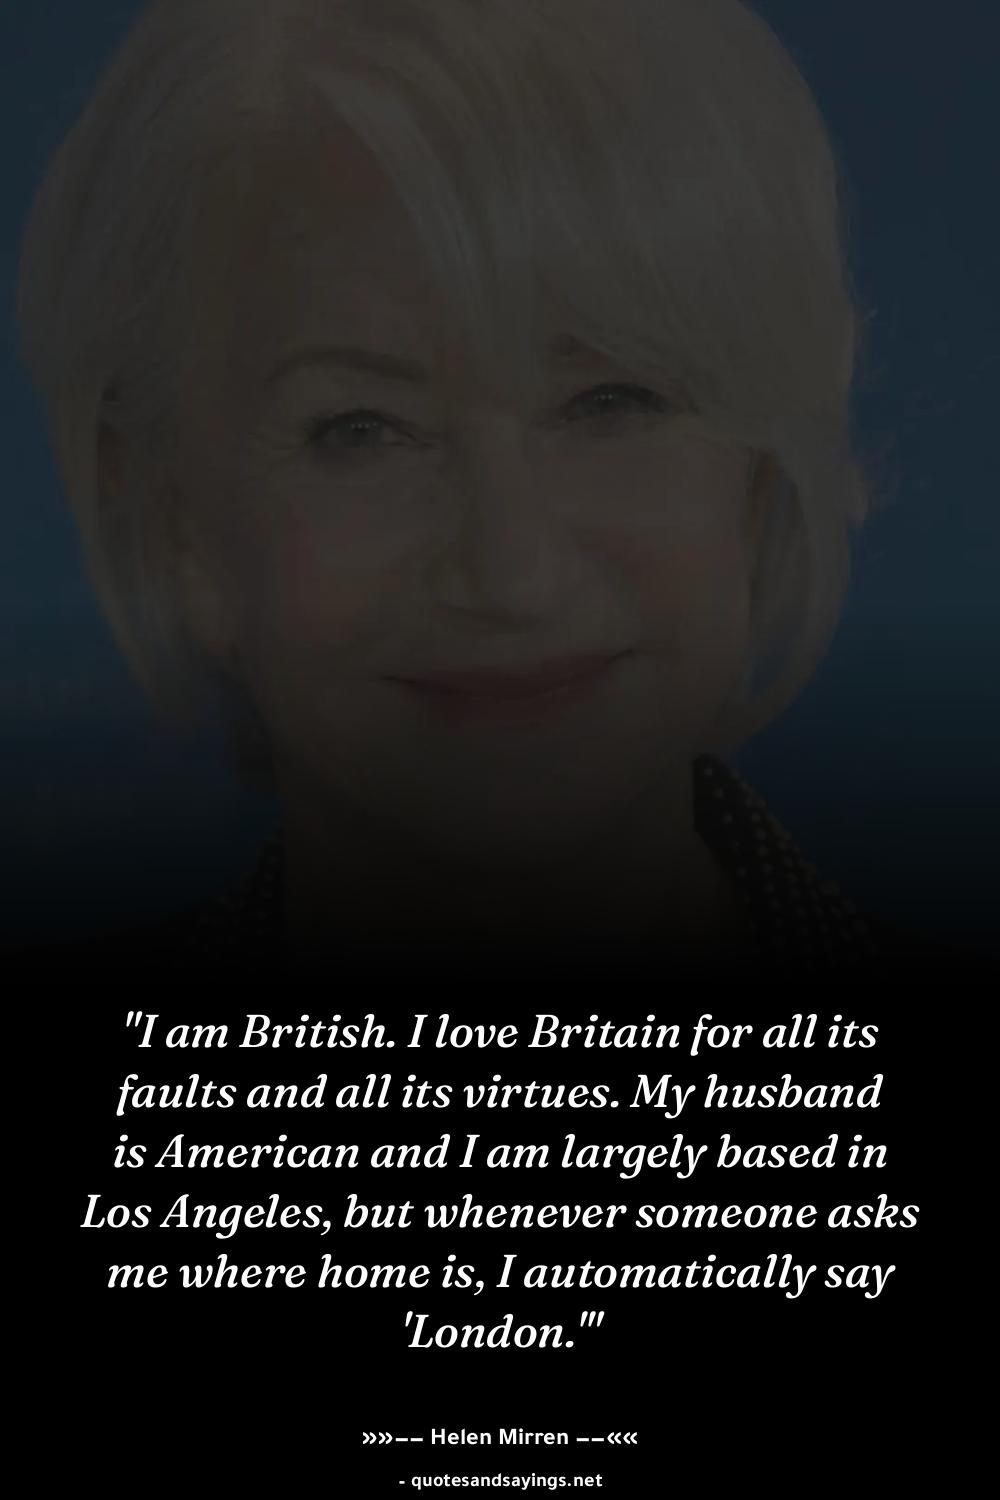 "I am British. I love Britain for all its
faults and all its virtues. My husband
is American and I am largely based in
Los Angeles, but whenever someone asks
me where home is, I automatically say
'London.'"
»»−− Helen Mirren −−««
- quotesandsayings.net